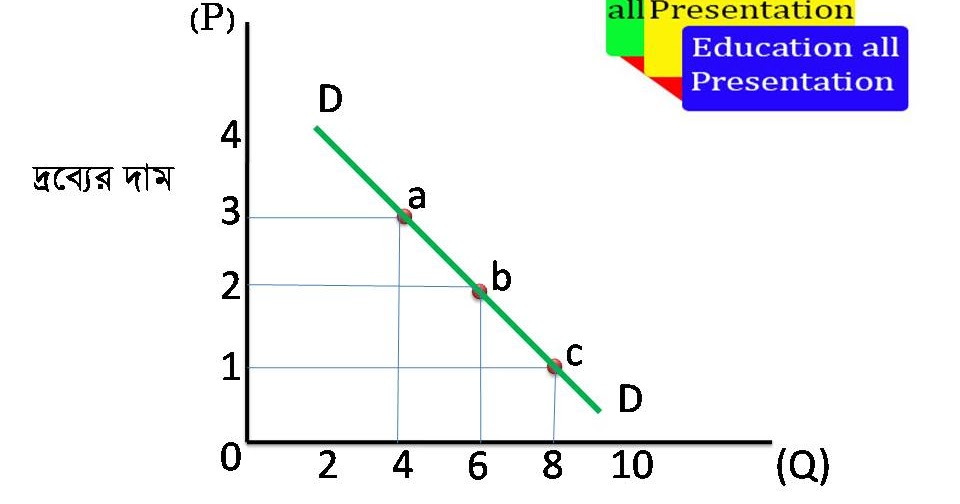 (P)
all Presentation
Education all
Presentation
D
4
দ্রব্যের দাম
a
3
b
2
c
1
D
0 2 4 6 8 10 (Q)